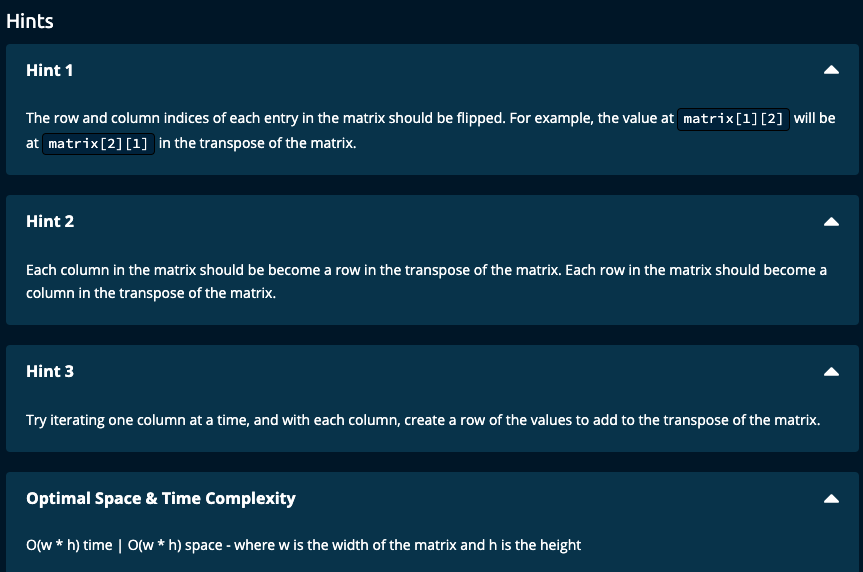 Hints
Hint 1
The row and column indices of each entry in the matrix should be flipped. For example, the value at matrix[1][2] will be
at matrix[2][1] in the transpose of the matrix.
Hint 2
Each column in the matrix should be become a row in the transpose of the matrix. Each row in the matrix should become a
column in the transpose of the matrix.
Hint 3
Try iterating one column at a time, and with each column, create a row of the values to add to the transpose of the matrix.
Optimal Space & Time Complexity
O(w * h) time | O(w * h) space - where w is the width of the matrix and h is the height